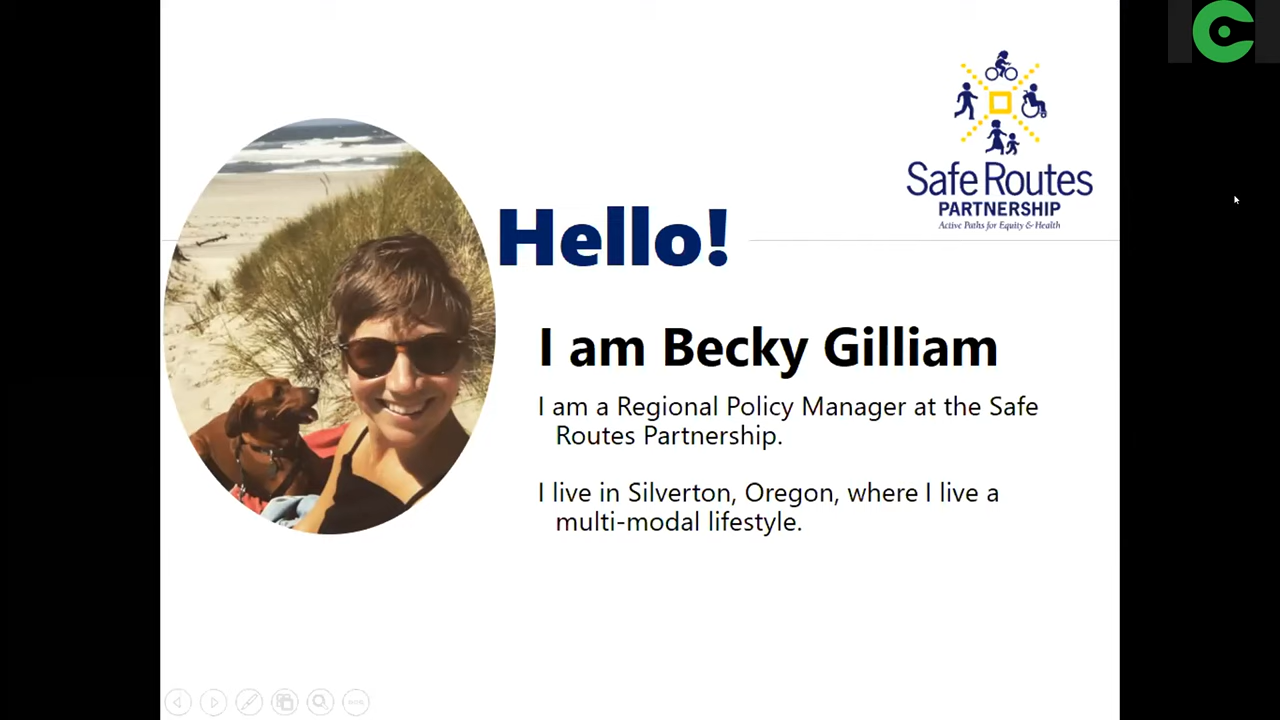 Safe Routes
PARTNERSHIP
Active Paths for Equity & Health
Hello!
I am Becky Gilliam
I am a Regional Policy Manager at the Safe
Routes Partnership.
I live in Silverton, Oregon, where I live a
multi-modal lifestyle.